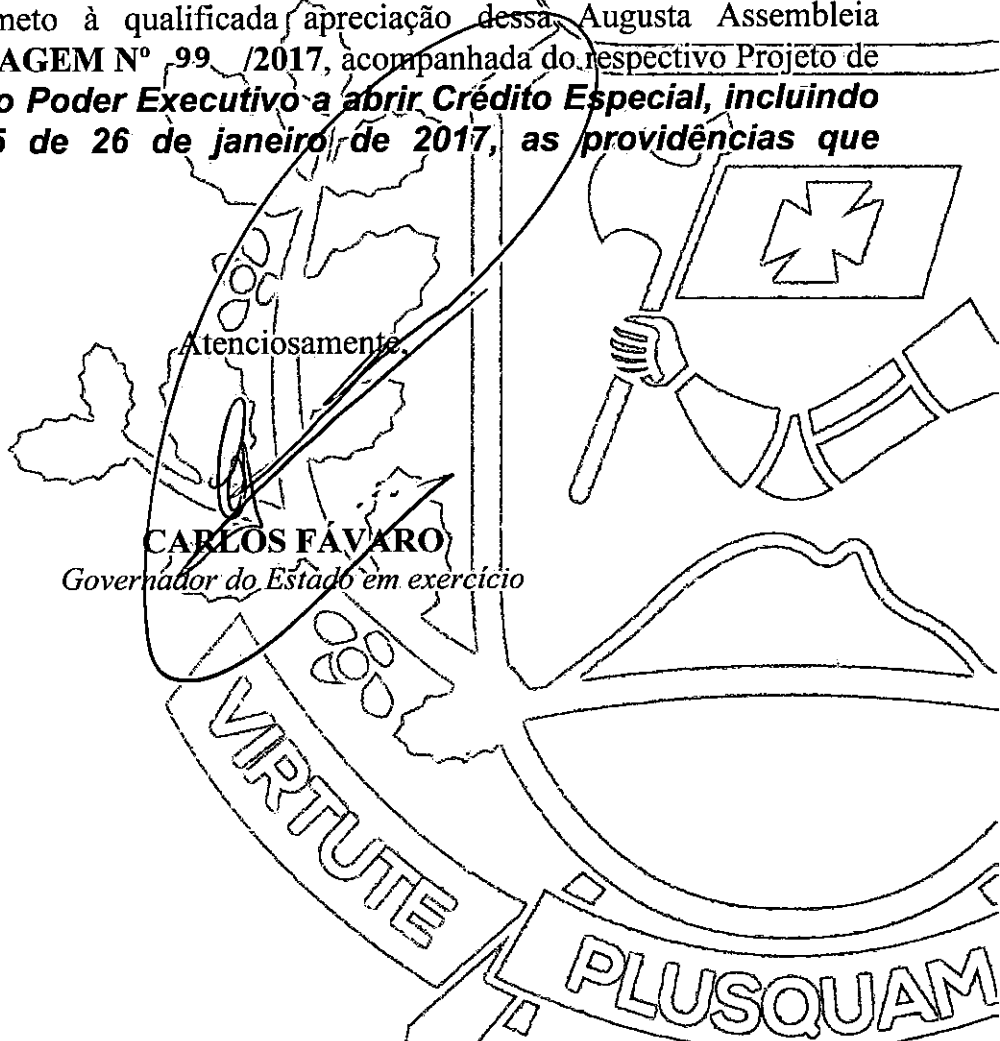 meto à qualificada apreciação dessa Augusta Assembleia
AGEM Nº 99 /2017, acompanhada do respectivo Projeto de
o Poder Executivo a abrir Crédito Especial, incluindo
5 de 26 de janeiro de 2017, as providências que
Atenciosamente,
CARLOS FÁVARO
Governador do Estado em exercício
VIRTUTE
PLUSQUAM